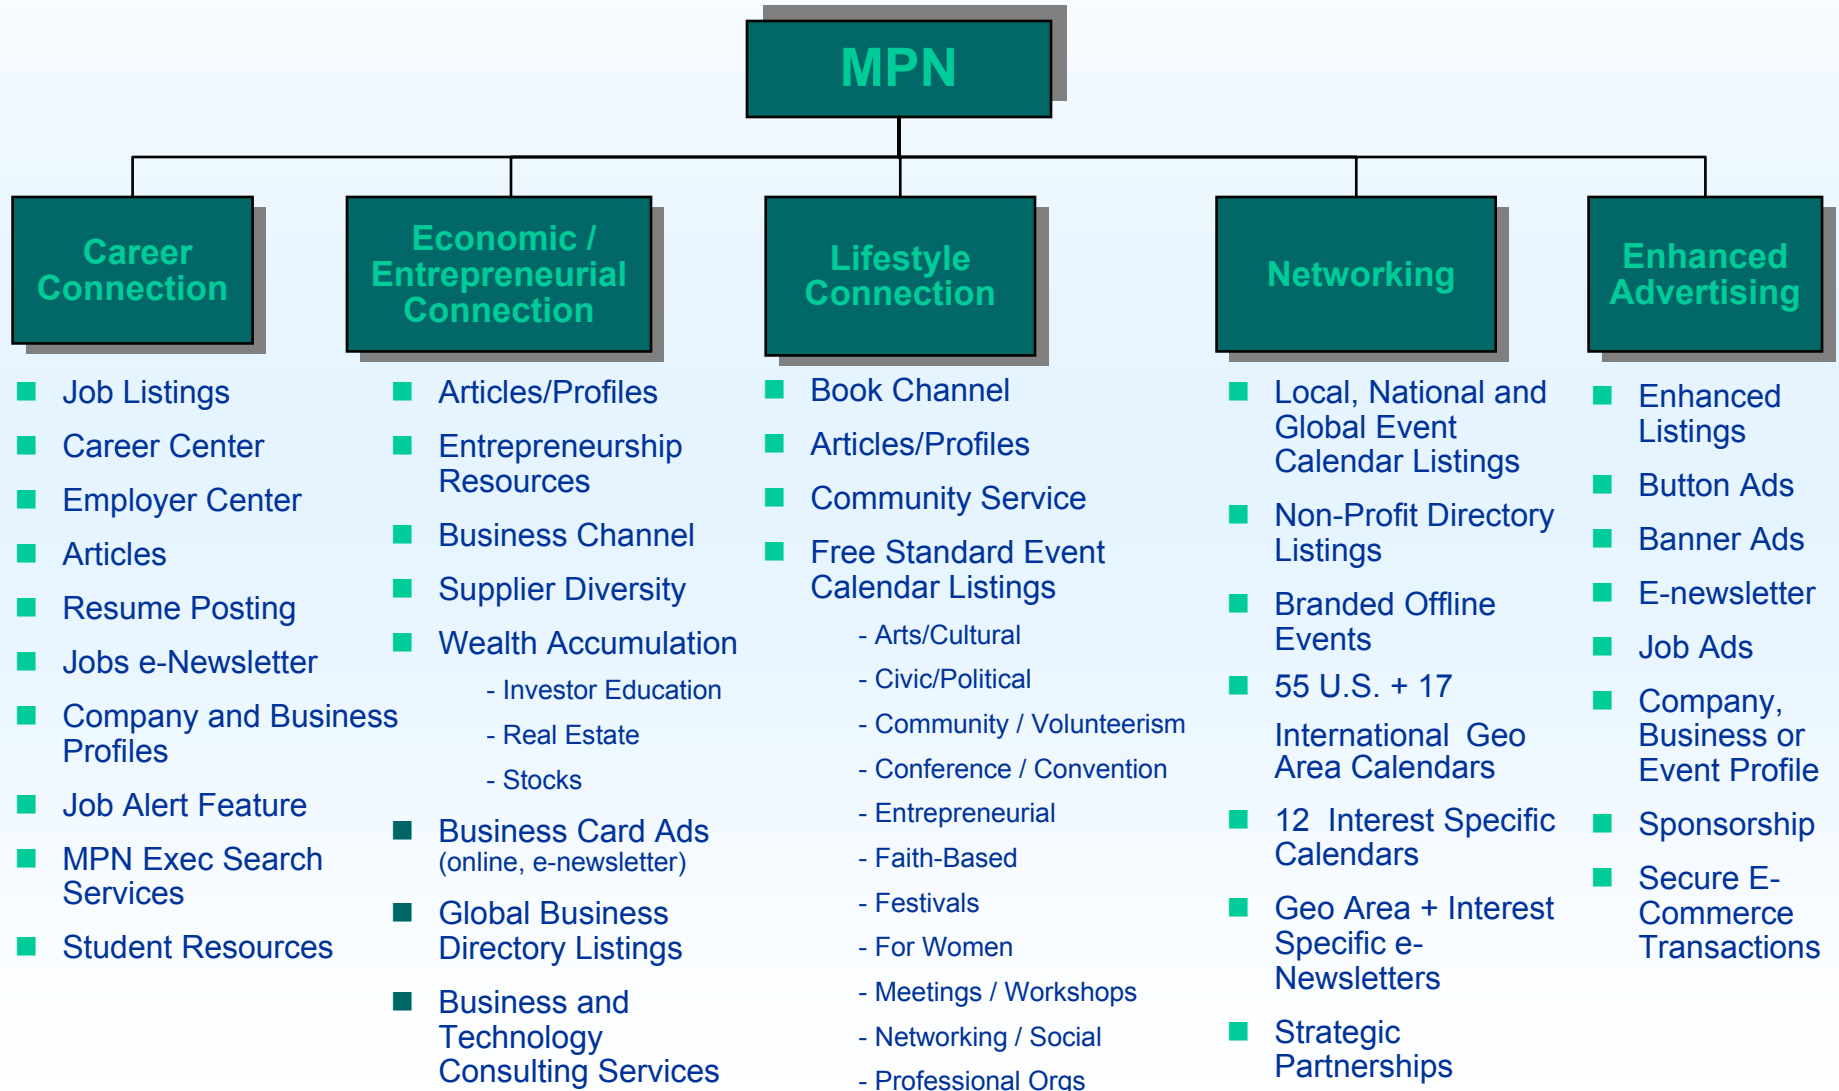 MPN
Career
Connection
Job Listings
Career Center
Employer Center
Articles
Resume Posting
Jobs e-Newsletter
Company and Business
Profiles
Job Alert Feature
MPN Exec Search
Services
Student Resources
Economic /
Entrepreneurial
Connection
Articles/Profiles
Entrepreneurship
Resources
Business Channel
Supplier Diversity
Wealth Accumulation
- Investor Education
- Real Estate
- Stocks
Business Card Ads
(online, e-newsletter)
Global Business
Directory Listings
Business and
Technology
Consulting Services
Lifestyle
Connection
Book Channel
Articles/Profiles
Community Service
Free Standard Event
Calendar Listings
- Arts/Cultural
- Civic/Political
- Community / Volunteerism
- Conference / Convention
- Entrepreneurial
- Faith-Based
- Festivals
- For Women
- Meetings / Workshops
- Networking / Social
- Professional Orgs
Networking
Local, National and
Global Event
Calendar Listings
Non-Profit Directory
Listings
Branded Offline
Events
55 U.S. + 17
International Geo
Area Calendars
12 Interest Specific
Calendars
Geo Area + Interest
Specific e-
Newsletters
Strategic
Partnerships
Enhanced
Advertising
Enhanced
Listings
Button Ads
Banner Ads
E-newsletter
Job Ads
Company,
Business or
Event Profile
Sponsorship
Secure E-
Commerce
Transactions